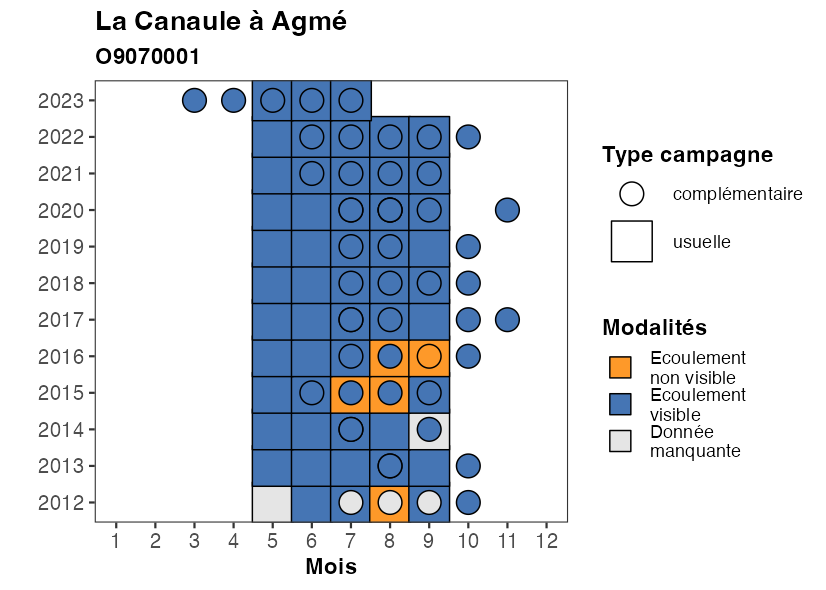 La Canaule à Agmé
O9070001
2023
2022
2021
2020
2019
2018
2017
2016
2015
2014
2013
2012
1 2 3 4 5 6 7 8 9 10 11 12
Mois
Type campagne
complémentaire
usuelle
Modalités
Ecoulement
non visible
Ecoulement
visible
Donnée
manquante